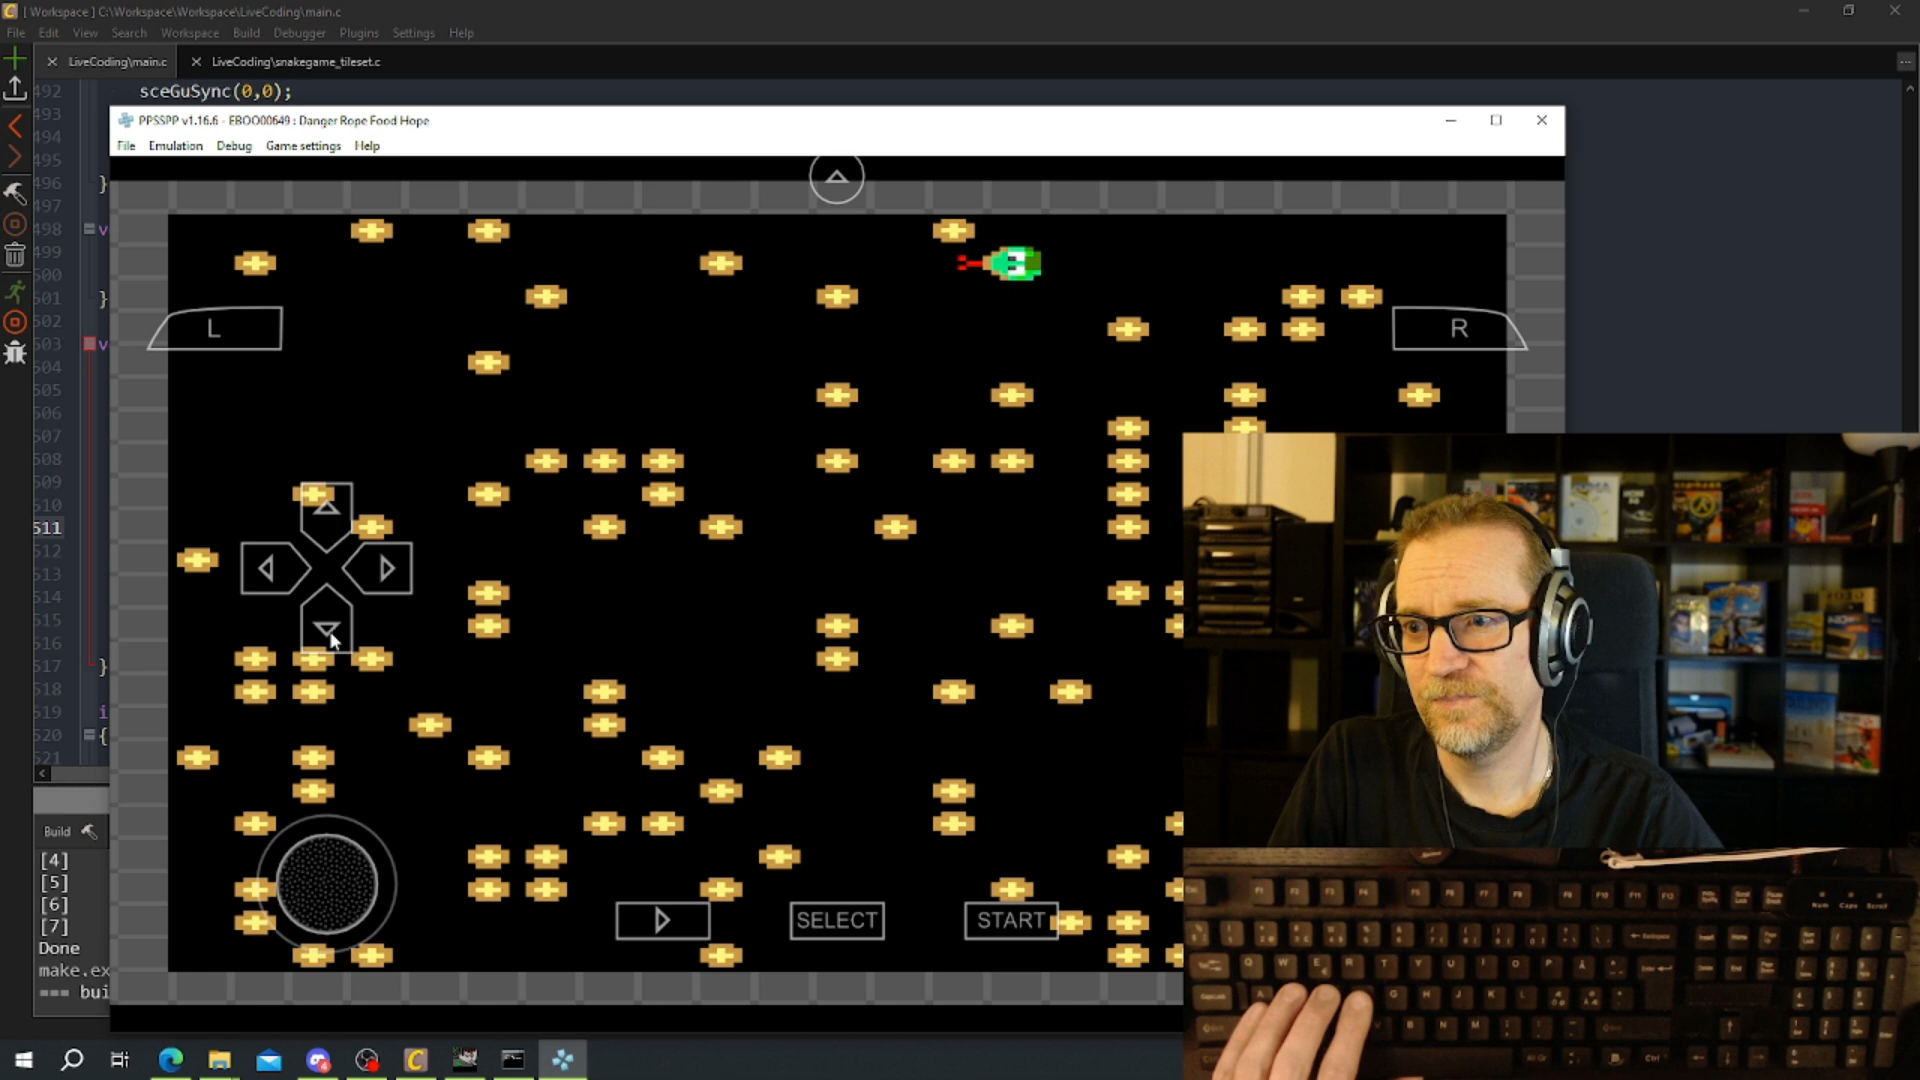 [ Workspace ] C:\Workspace\Workspace\LiveCoding\main.c
File Edit View Search Workspace Build Debugger Plugins Settings Help
LiveCoding\main.c LiveCoding\snakegame_tileset.c
492 sceGuSync(0,0);
493
494
495
496 }
497
498 v
499
500
501 }
502
503 v
504
505
506
507
508
509
510
511
512
513
514
515
516
517 }
518
519 i
520 {
521
PPSSPP v1.16.6 - EBOO00649 : Danger Rope Food Hope
File Emulation Debug Game settings Help
L
R
SELECT
START
Build
[4]
[5]
[6]
[7]
Done
make.ex
=== bui